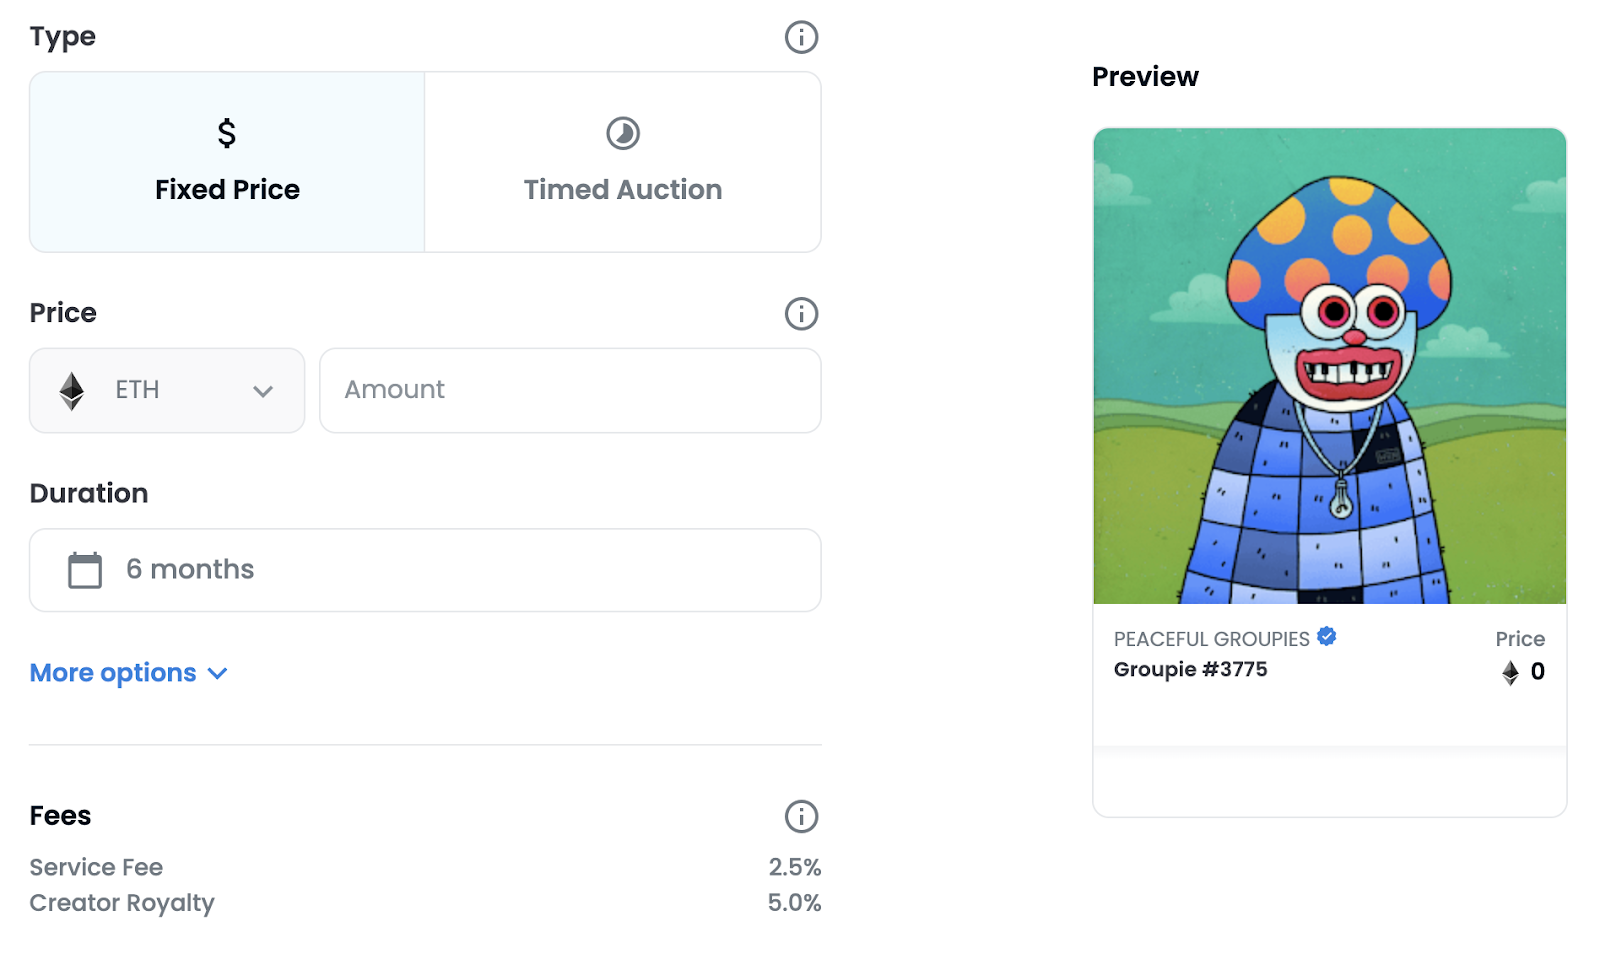 Type
$
Fixed Price
Timed Auction
Price
ETH
Amount
Duration
6 months
More options
Fees
Service Fee 2.5%
Creator Royalty 5.0%
Preview
PEACEFUL GROUPIES Price
Groupie #3775 0